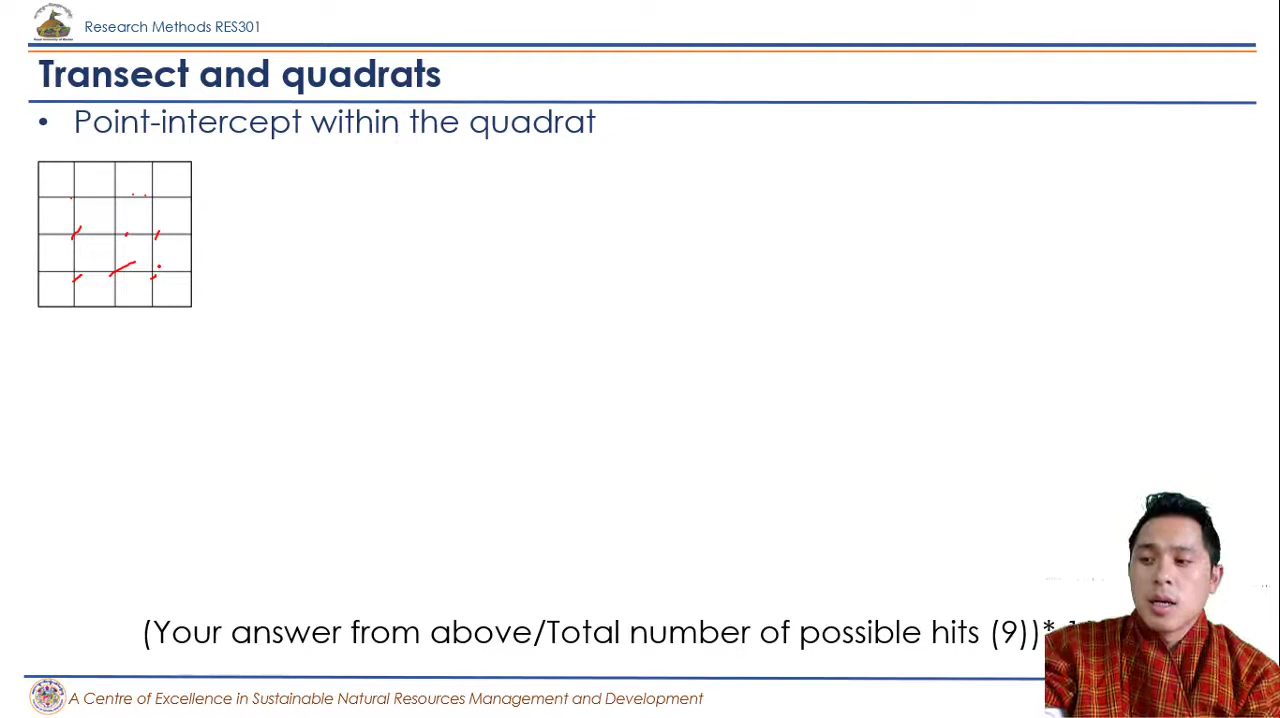 Research Methods RES301
Transect and quadrats
• Point-intercept within the quadrat
(Your answer from above/Total number of possible hits (9))*
A Centre of Excellence in Sustainable Natural Resources Management and Development